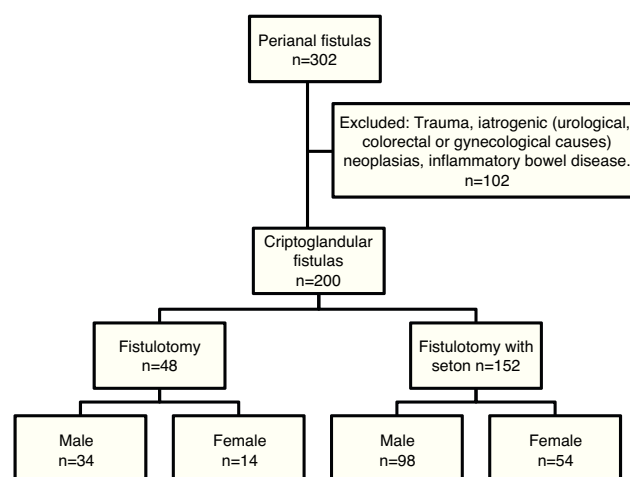 Perianal fistulas
n=302
Excluded: Trauma, iatrogenic (urological,
colorectal or gynecological causes)
neoplasias, inflammatory bowel disease.
n=102
Criptoglandular
fistulas
n=200
Fistulotomy
n=48
Fistulotomy with
seton n=152
Male
n=34
Female
n=14
Male
n=98
Female
n=54